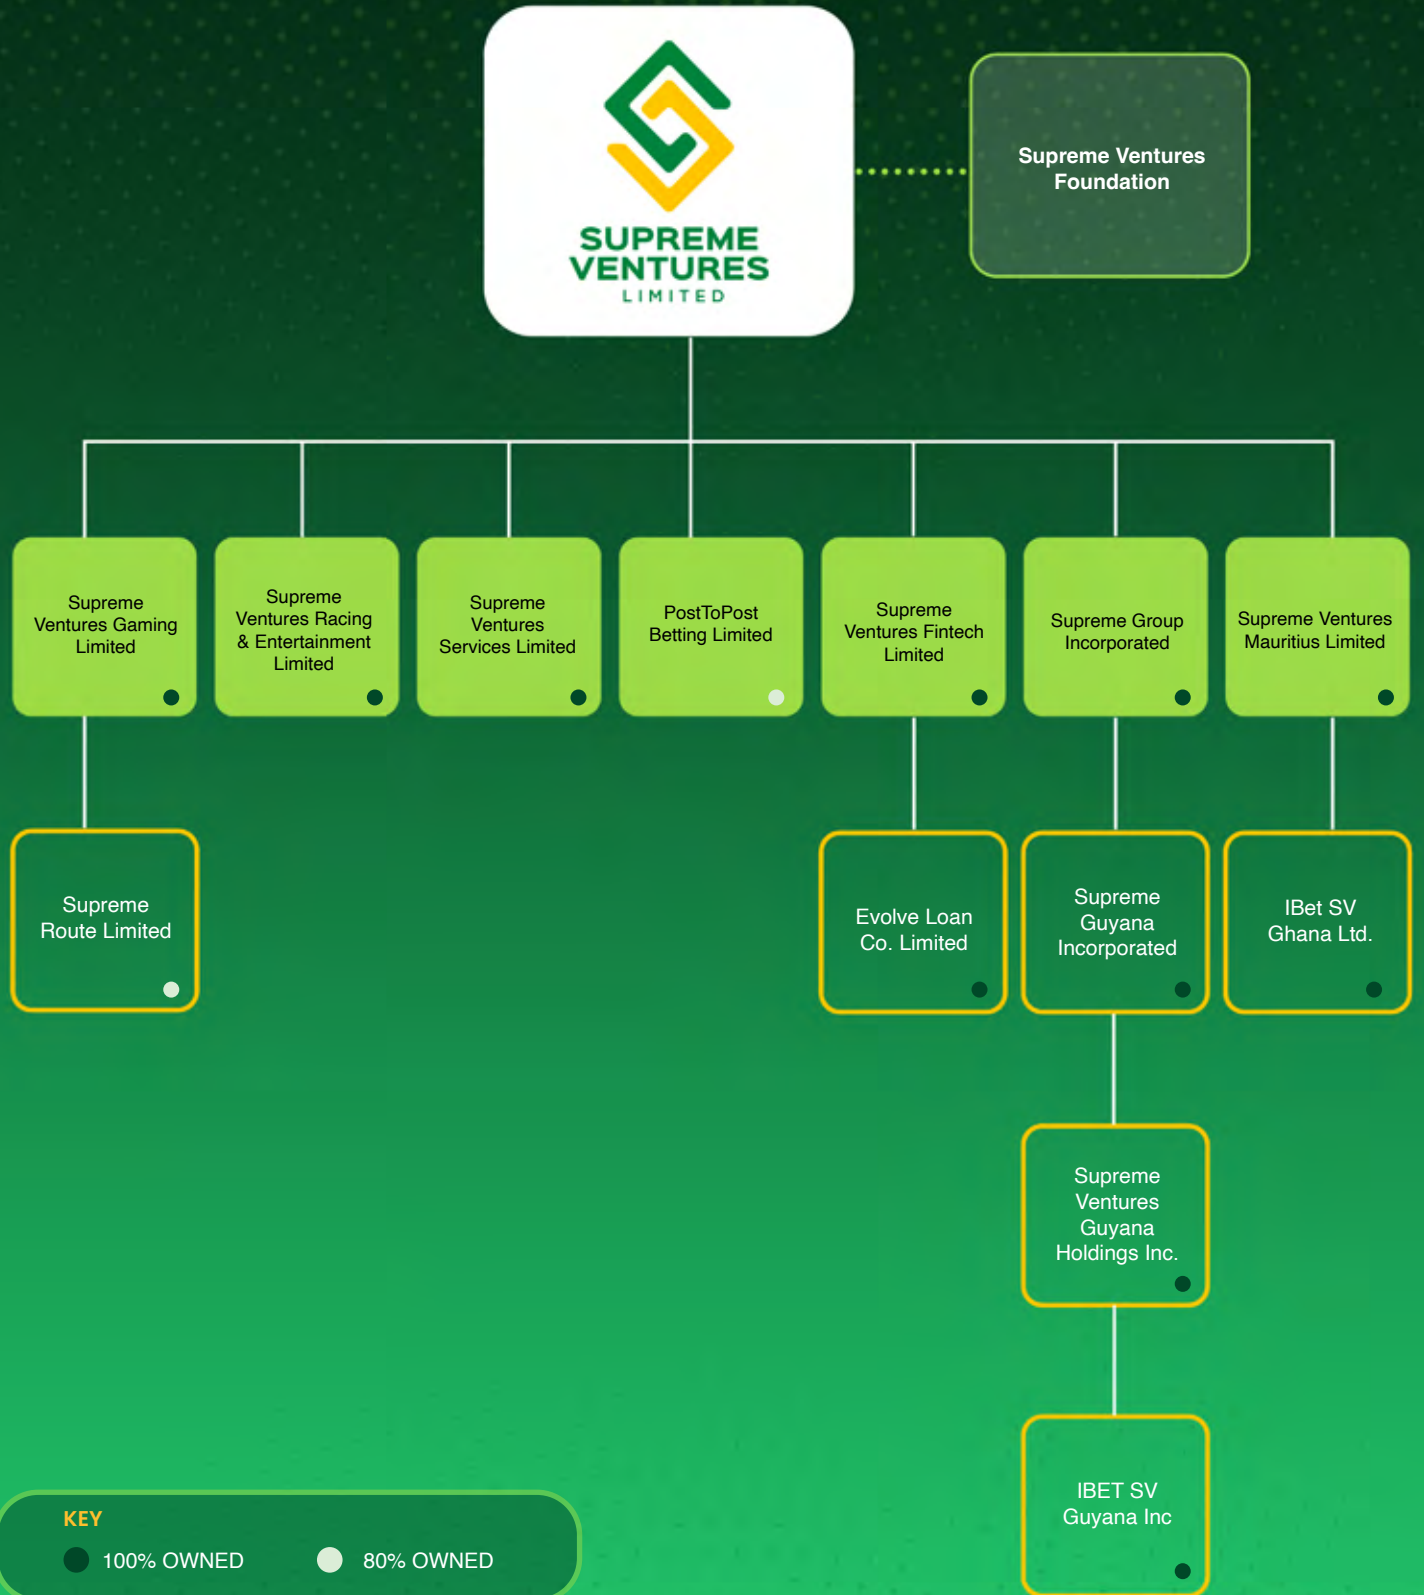 SUPREME
VENTURES
LIMITED
Supreme Ventures
Foundation
Supreme
Ventures Gaming
Limited
Supreme
Ventures Racing
& Entertainment
Limited
Supreme
Ventures
Services Limited
PostToPost
Betting Limited
Supreme
Ventures Fintech
Limited
Supreme Group
Incorporated
Supreme Ventures
Mauritius Limited
Supreme
Route Limited
Evolve Loan
Co. Limited
Supreme
Guyana
Incorporated
IBet SV
Ghana Ltd.
Supreme
Ventures
Guyana
Holdings Inc.
IBET SV
Guyana Inc
KEY
100% OWNED
80% OWNED